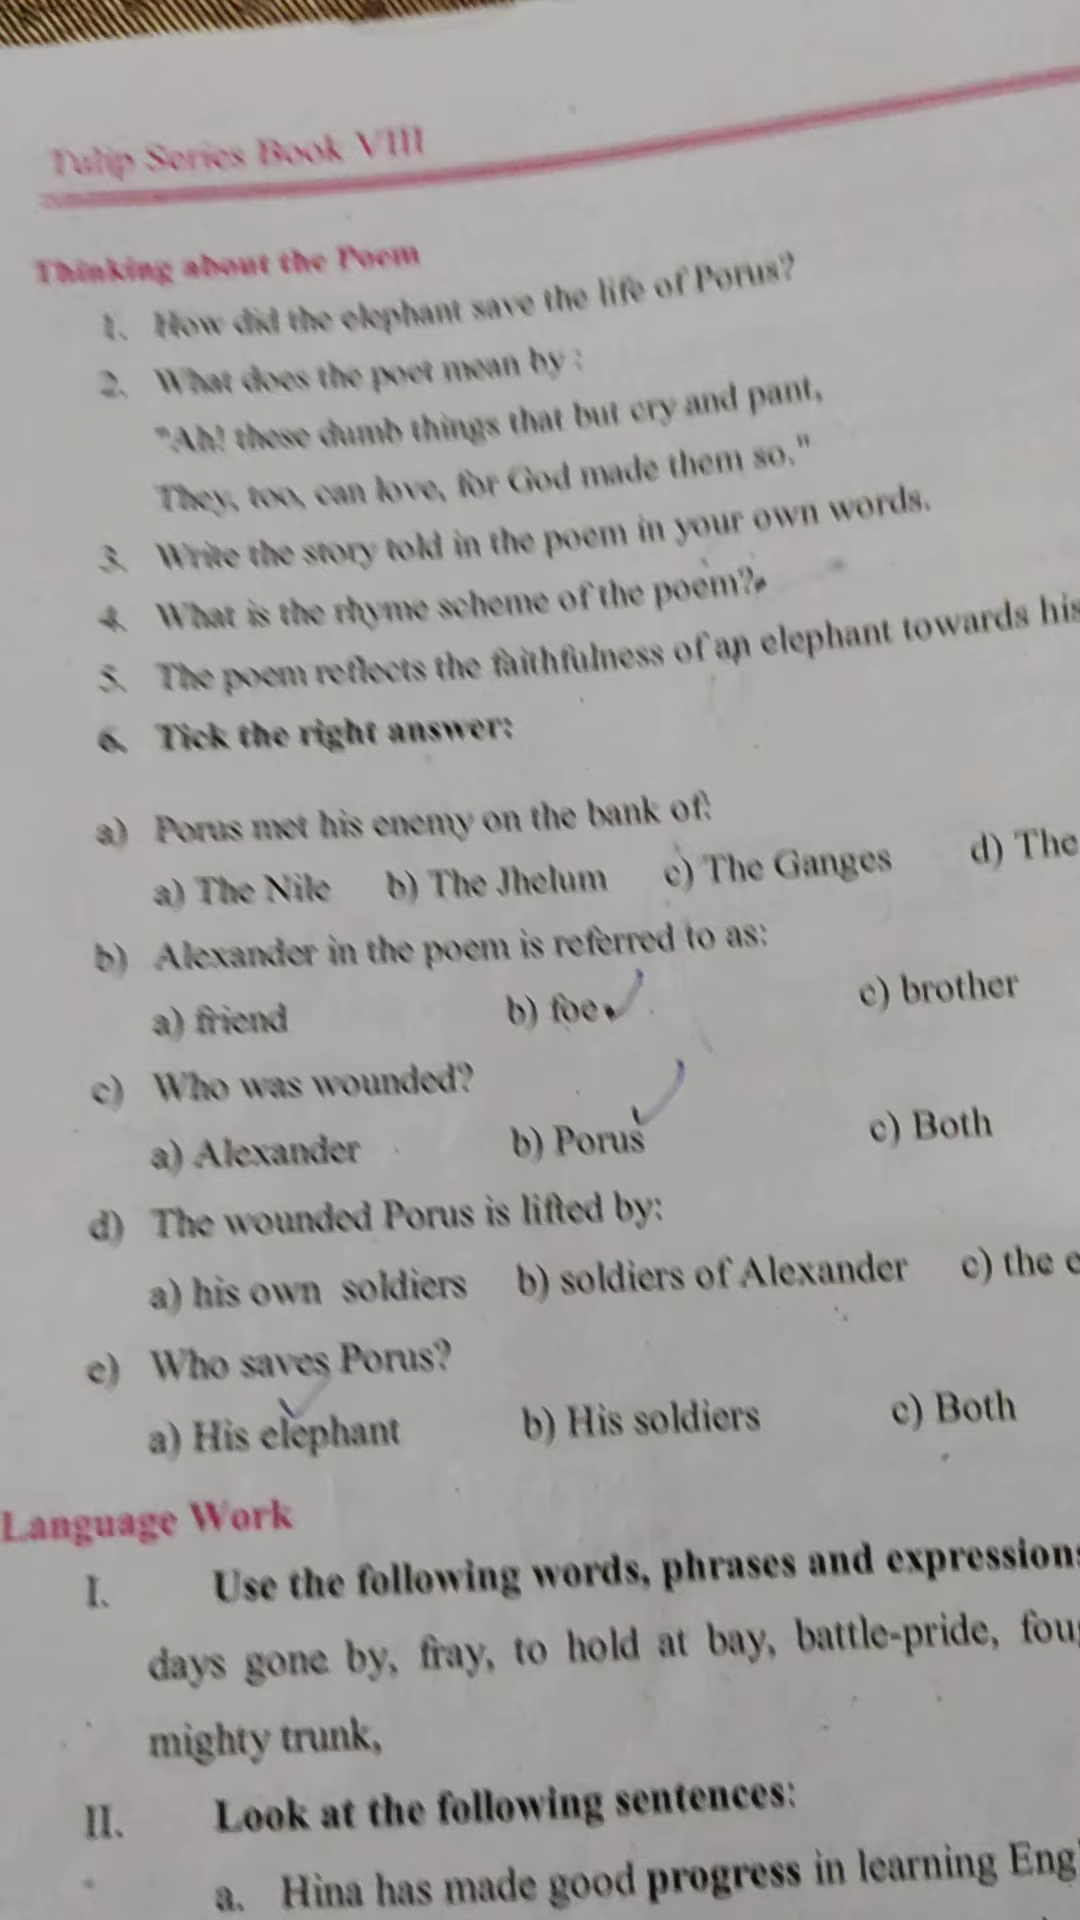 Tulip Series Book VIII
Thinking about the Poem
1. How did the elephant save the life of Porus?
2. What does the poet mean by :
"Ah! these dumb things that but cry and pant,
They, too, can love, for God made them so."
3. Write the story told in the poem in your own words.
4. What is the rhyme scheme of the poem?
5. The poem reflects the faithfulness of an elephant towards his
6. Tick the right answer:
a) Porus met his enemy on the bank of:
a) The Nile b) The Jhelum c) The Ganges d) The
b) Alexander in the poem is referred to as:
a) friend b) foe c) brother
c) Who was wounded?
a) Alexander b) Porus c) Both
d) The wounded Porus is lifted by:
a) his own soldiers b) soldiers of Alexander c) the
e) Who saves Porus?
a) His elephant b) His soldiers c) Both
Language Work
I. Use the following words, phrases and expressions
days gone by, fray, to hold at bay, battle-pride,
mighty trunk,
II. Look at the following sentences:
a. Hina has made good progress in learning